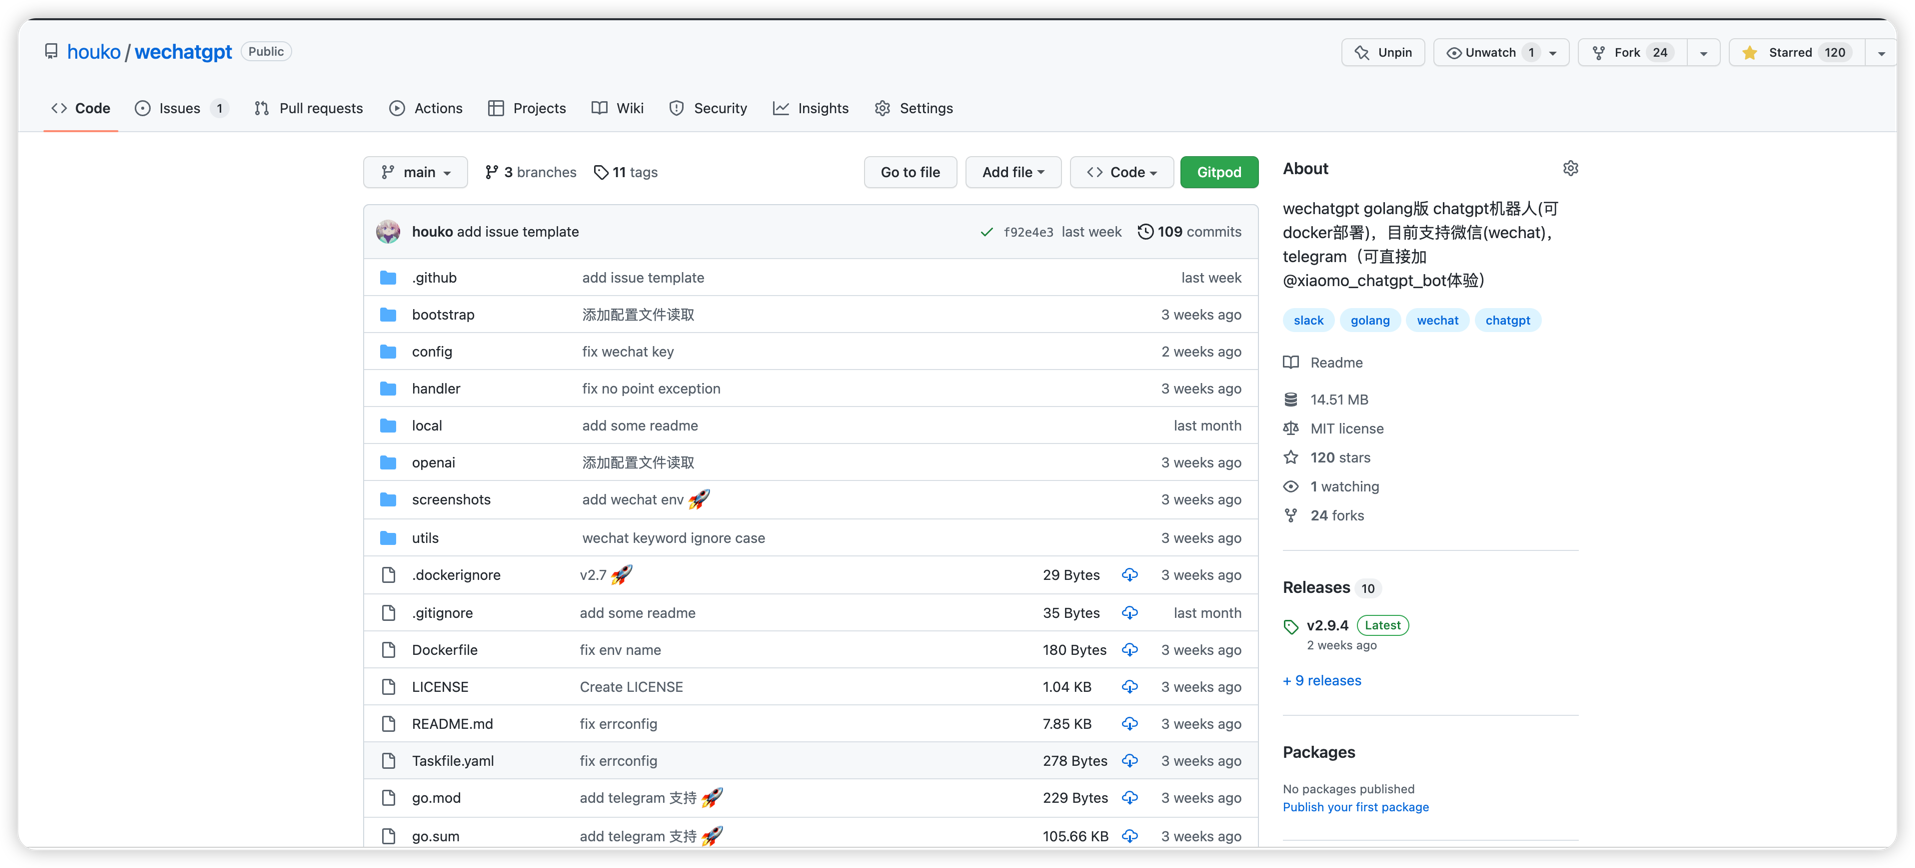 houko / wechatgpt Public
Unpin Unwatch 1 Fork 24 Starred 120
Code Issues 1 Pull requests Actions Projects Wiki Security Insights Settings
main 3 branches 11 tags Go to file Add file Code Gitpod
houko add issue template f92e4e3 last week 109 commits
.github add issue template last week
bootstrap 添加配置文件读取 3 weeks ago
config fix wechat key 2 weeks ago
handler fix no point exception 3 weeks ago
local add some readme last month
openai 添加配置文件读取 3 weeks ago
screenshots add wechat env 🚀 3 weeks ago
utils wechat keyword ignore case 3 weeks ago
.dockerignore v2.7 🚀 29 Bytes 3 weeks ago
.gitignore add some readme 35 Bytes last month
Dockerfile fix env name 180 Bytes 3 weeks ago
LICENSE Create LICENSE 1.04 KB 3 weeks ago
README.md fix errconfig 7.85 KB 3 weeks ago
Taskfile.yaml fix errconfig 278 Bytes 3 weeks ago
go.mod add telegram 支持 🚀 229 Bytes 3 weeks ago
go.sum add telegram 支持 🚀 105.66 KB 3 weeks ago
About
wechatgpt golang版 chatgpt机器人(可
docker部署)，目前支持微信(wechat)，
telegram（可直接加
@xiaomo_chatgpt_bot体验）
slack golang wechat chatgpt
Readme
14.51 MB
MIT license
120 stars
1 watching
24 forks
Releases 10
v2.9.4 Latest
2 weeks ago
+ 9 releases
Packages
No packages published
Publish your first package